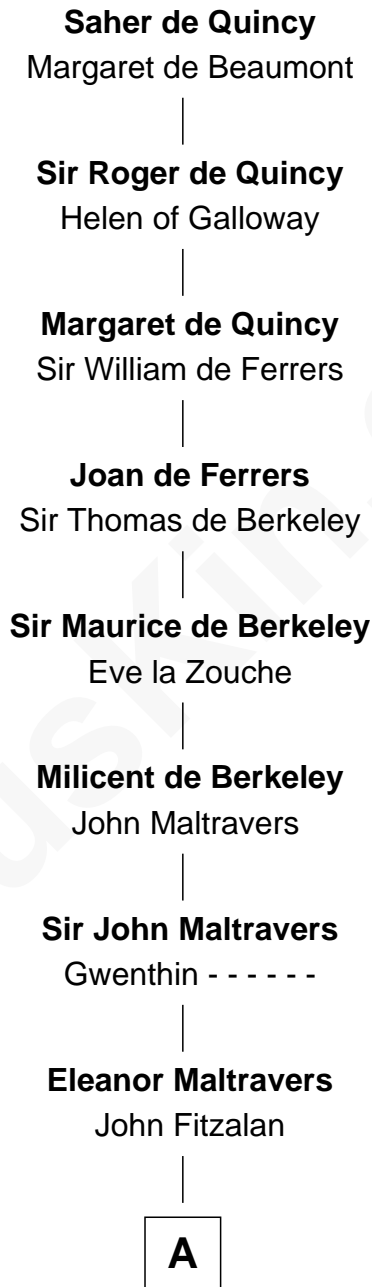 Saher de Quincy
Margaret de Beaumont
Sir Roger de Quincy
Helen of Galloway
Margaret de Quincy
Sir William de Ferrers
Joan de Ferrers
Sir Thomas de Berkeley
Sir Maurice de Berkeley
Eve la Zouche
Milicent de Berkeley
John Maltravers
Sir John Maltravers
Gwenthin - - - - - -
Eleanor Maltravers
John Fitzalan
A